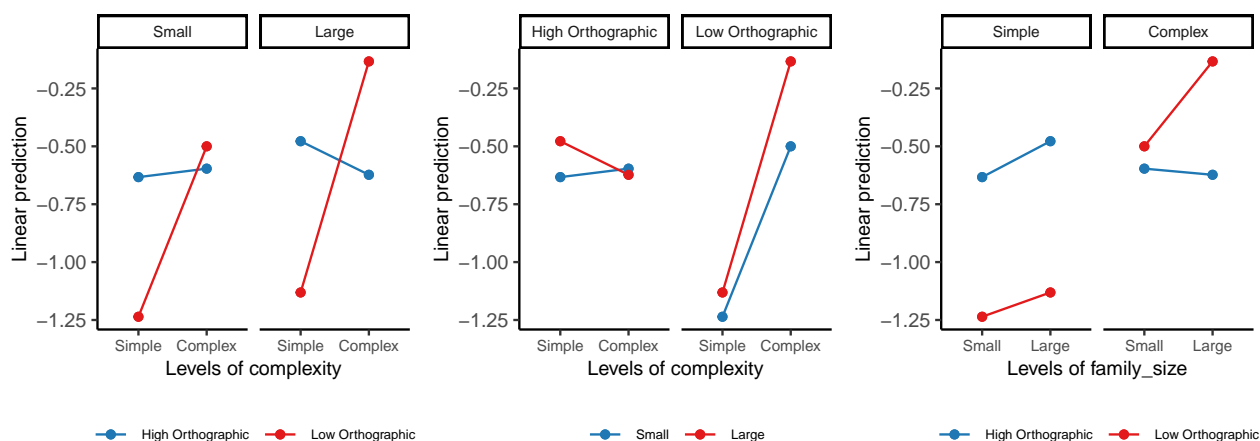 Small Large
Linear prediction
−0.25
−0.50
−0.75
−1.00
−1.25
Simple Complex Simple Complex
Levels of complexity
High Orthographic Low Orthographic
High Orthographic Low Orthographic
Linear prediction
−0.25
−0.50
−0.75
−1.00
−1.25
Simple Complex Simple Complex
Levels of complexity
Small Large
Simple Complex
Linear prediction
−0.25
−0.50
−0.75
−1.00
−1.25
Small Large Small Large
Levels of family_size
High Orthographic Low Orthographic